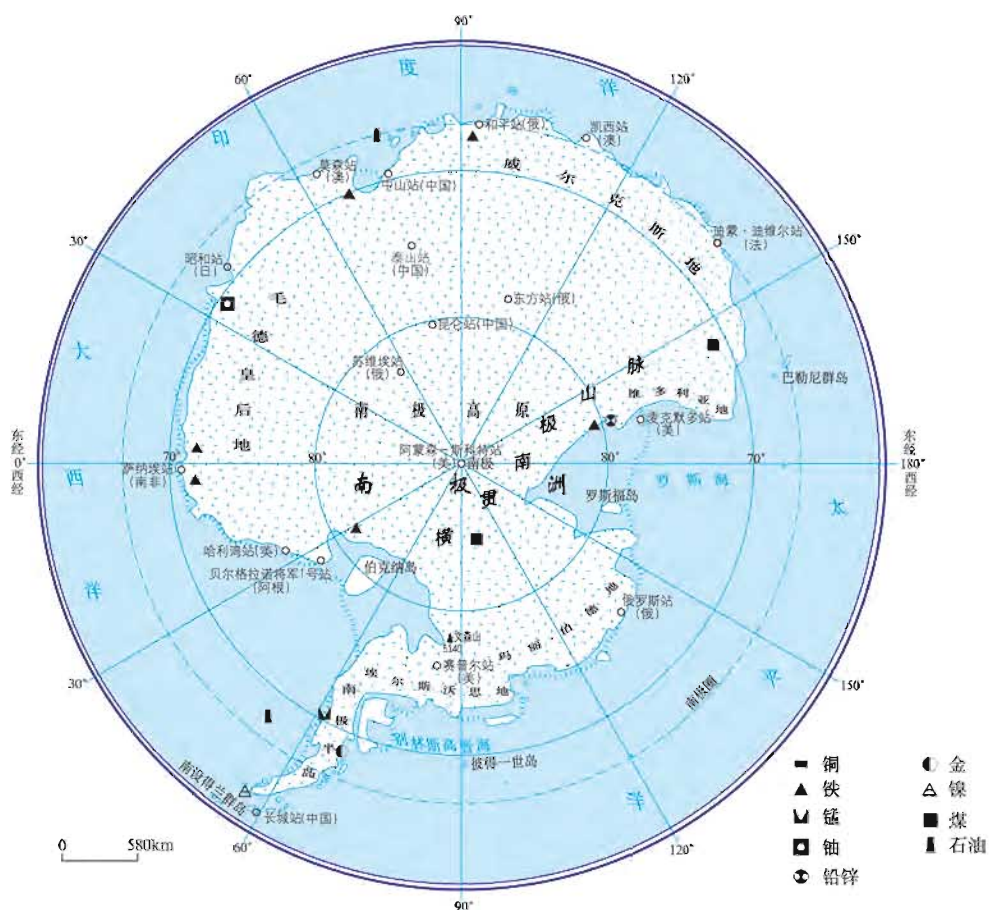 90°
60°
120°
度
洋
印
和平站(俄)
凯西站
(澳)
莫森站
(澳)
中山站(中国)
威尔克斯地
迪蒙·迪维尔站
(法)
30°
150°
昭和站
(日)
泰山站
(中国)
东方站(俄)
昆仑站(中国)
毛德皇后地
大
苏维埃站
(俄)
南极高原
维多利亚地
巴勒尼群岛
麦克默多站
(美)
阿蒙森-斯科特站
(美)
南极
东经
0°
西经
70°
80°
80°
70°
东经
180°
西经
萨纳埃站
(南非)
西
南极洲
横贯南极山脉
罗斯福岛
罗斯海
太
哈利湾站(英)
贝尔格拉诺将军1号站
(阿根)
伯克纳岛
洋
俄罗斯站
(俄)
文森山
5140
玛丽·伯德地
赛普尔站
(美)
埃尔斯沃思地
30°
150°
南极圈
平
南极半岛
别林斯高晋海
彼得一世岛
南设得兰群岛
长城站(中国)
洋
60°
120°
90°
0 580km
铜
金
铁
镍
锰
煤
铀
石油
铅锌